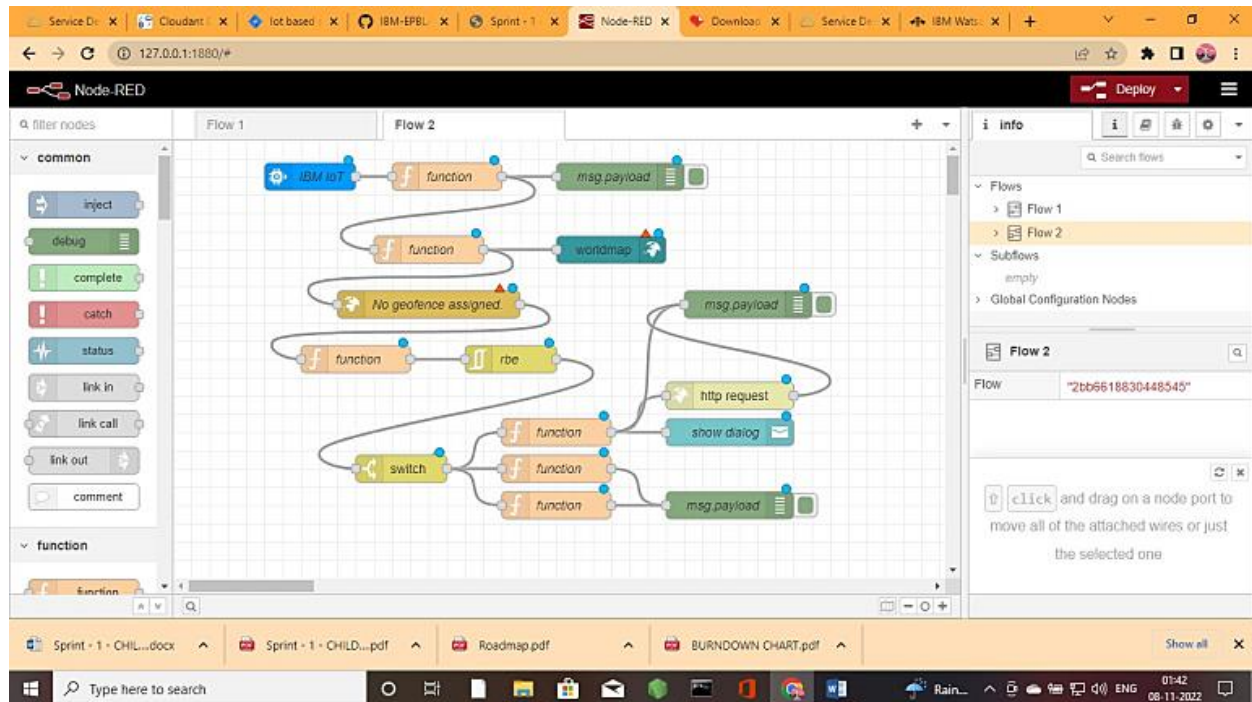 Service De
Cloudant
Iot based
IBM-EPBL
Sprint - 1
Node-RED
Download
Service De
IBM Wats
127.0.0.1:1880/#
Node-RED
Deploy
filter nodes
Flow 1
Flow 2
i info
Search flows
common
inject
debug
complete
catch
status
link in
link call
link out
comment
function
function
IBM IoT
function
msg.payload
function
worldmap
No geofence assigned.
msg.payload
function
rbe
http request
function
show dialog
switch
function
function
msg.payload
Flows
Flow 1
Flow 2
Subflows
empty
Global Configuration Nodes
Flow 2
Flow "2bb6618830448545"
⇧ click and drag on a node port to
move all of the attached wires or just
the selected one
Sprint - 1 - CHIL....docx
Sprint - 1 - CHILD....pdf
Roadmap.pdf
BURNDOWN CHART.pdf
Show all
Type here to search
Rain...
ENG
01:42
08-11-2022